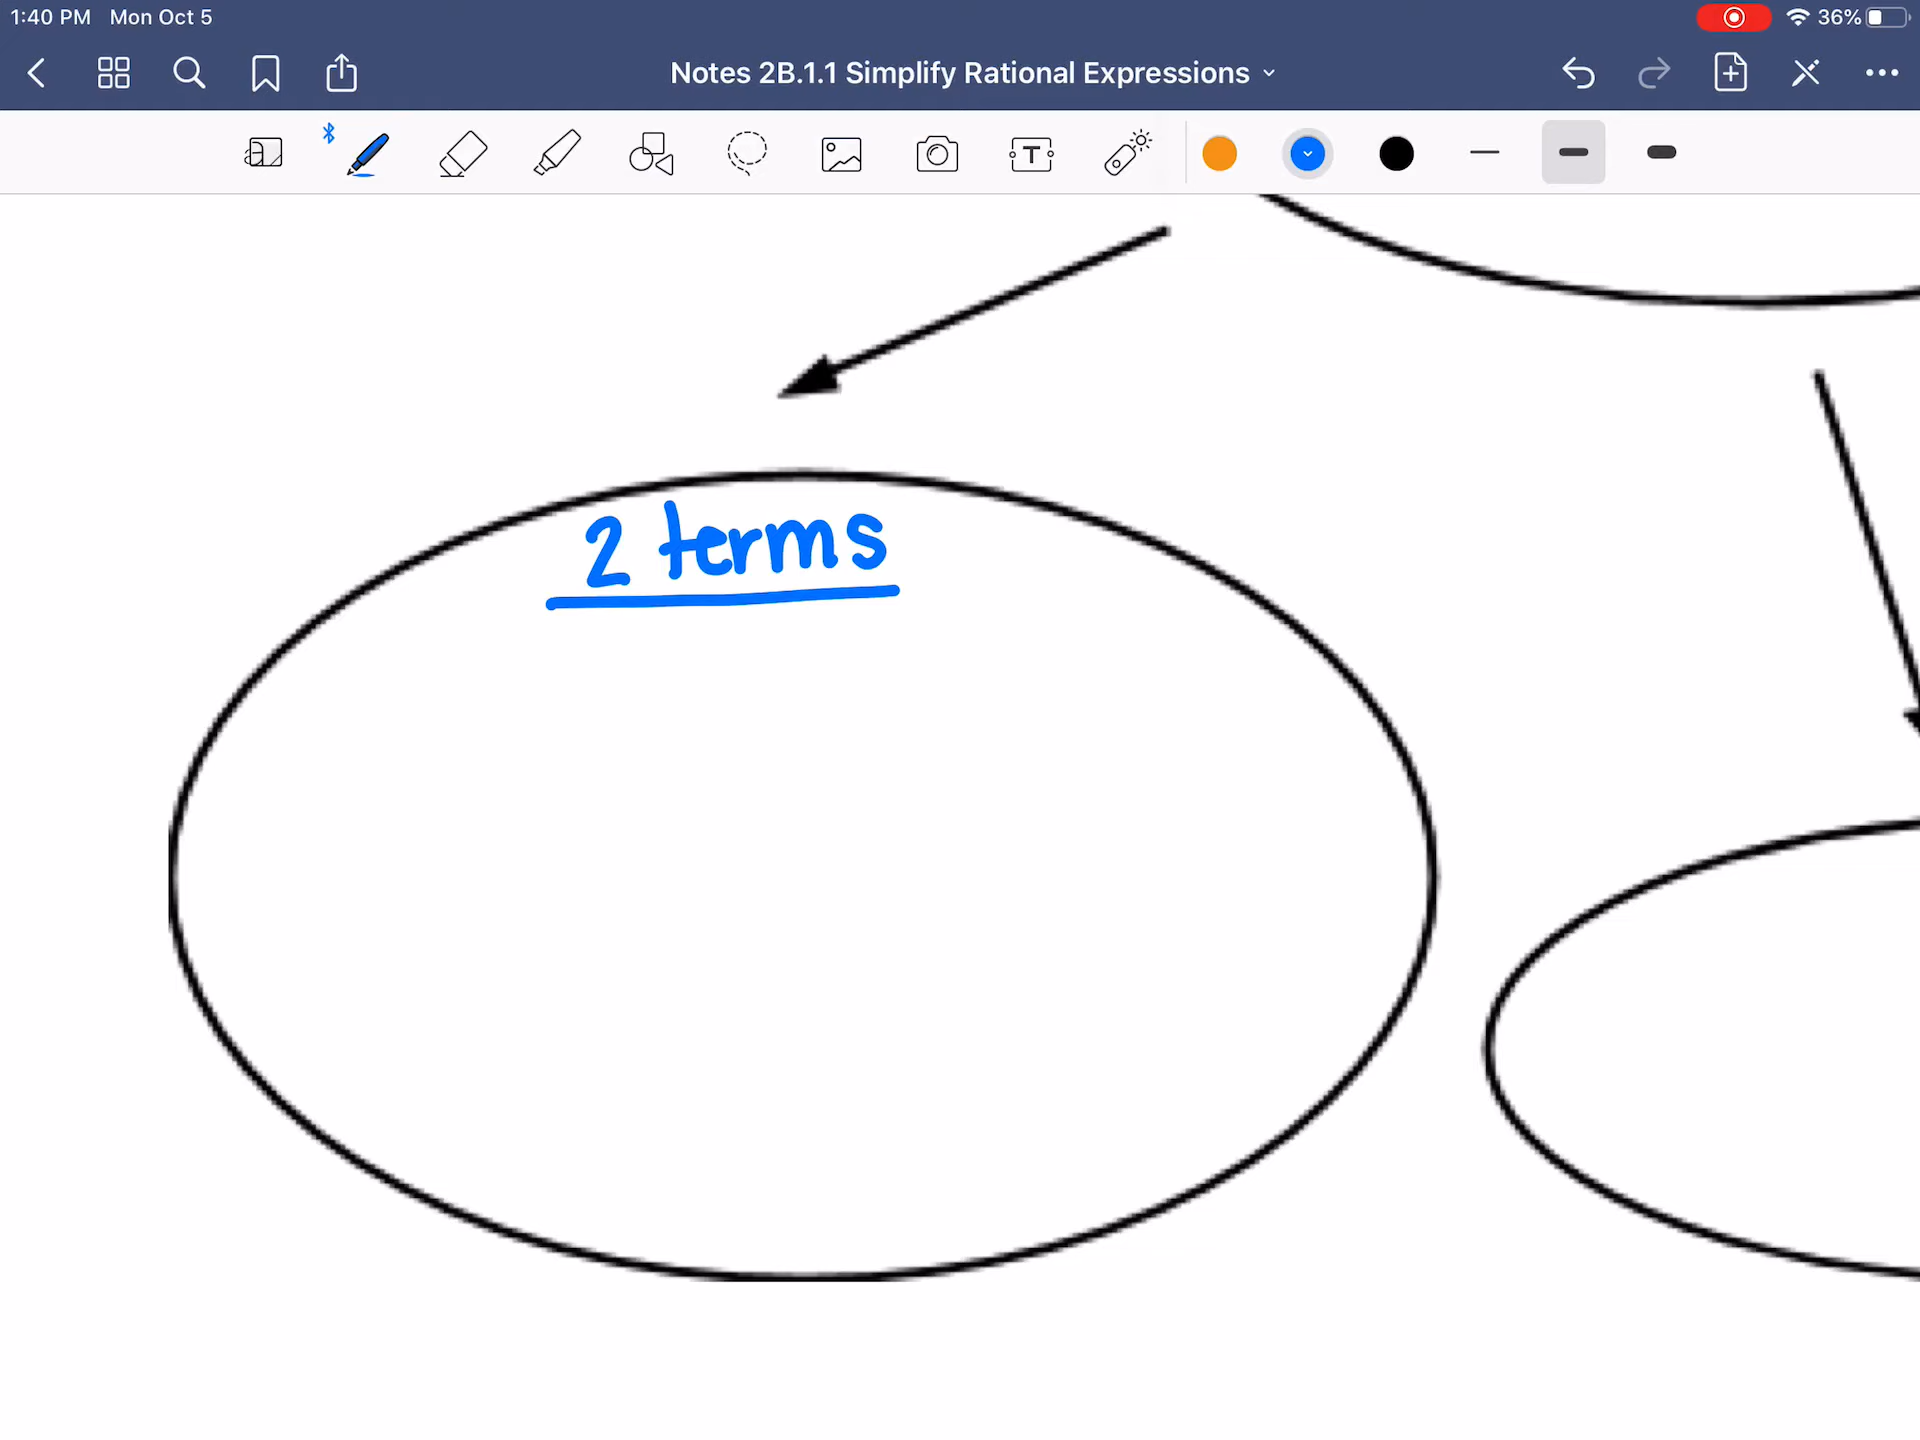 1:40 PM Mon Oct 5 36%
Notes 2B.1.1 Simplify Rational Expressions
2 terms